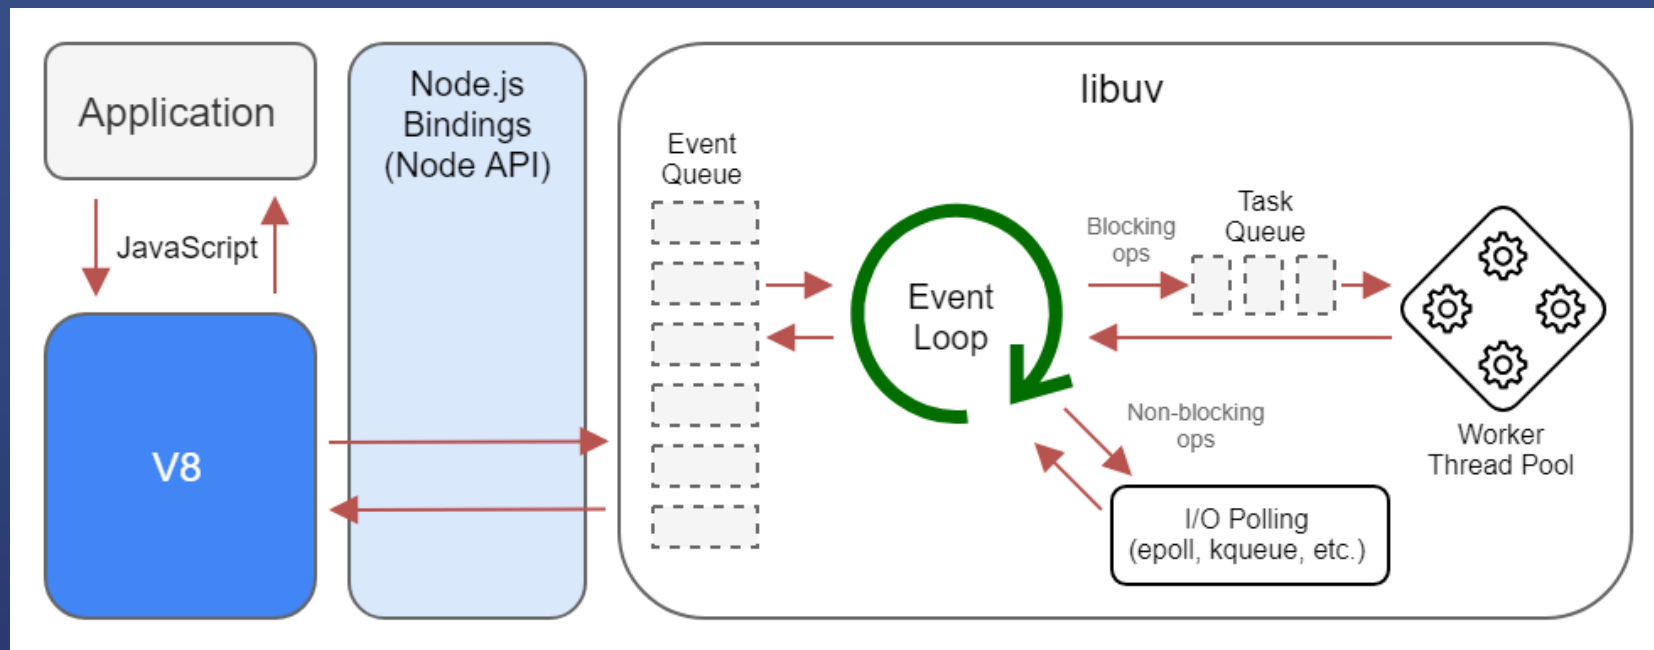 Application
JavaScript
V8
Node.js
Bindings
(Node API)
libuv
Event
Queue
Event
Loop
Blocking
ops
Task
Queue
Worker
Thread Pool
Non-blocking
ops
I/O Polling
(epoll, kqueue, etc.)